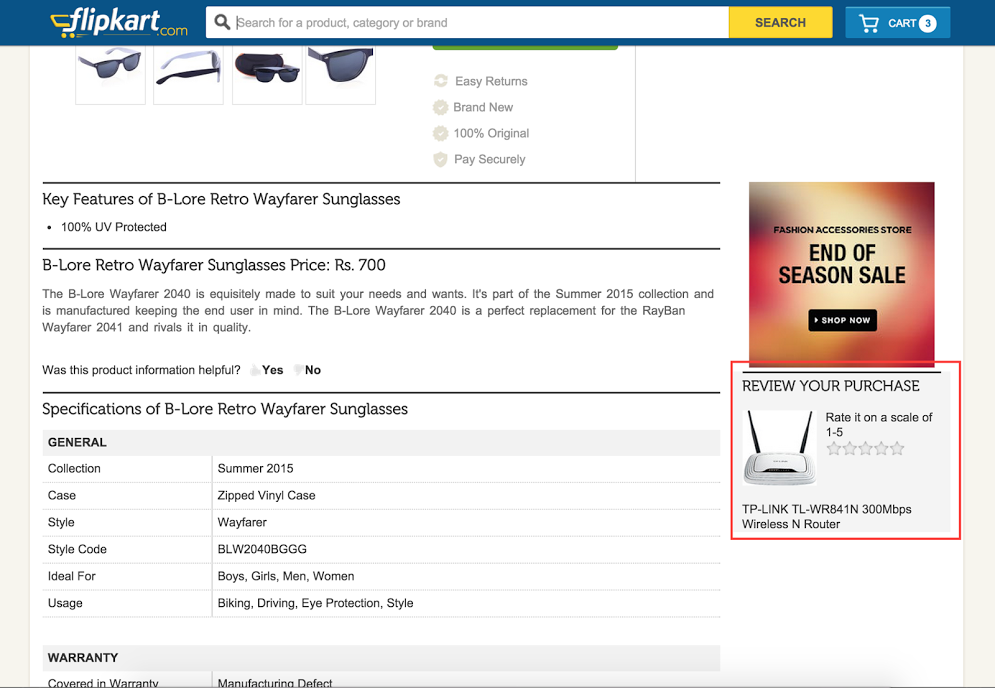 flipkart.com
Search for a product, category or brand
SEARCH
CART 3
Easy Returns
Brand New
100% Original
Pay Securely
Key Features of B-Lore Retro Wayfarer Sunglasses
• 100% UV Protected
B-Lore Retro Wayfarer Sunglasses Price: Rs. 700
The B-Lore Wayfarer 2040 is equisitely made to suit your needs and wants. It's part of the Summer 2015 collection and
is manufactured keeping the end user in mind. The B-Lore Wayfarer 2040 is a perfect replacement for the RayBan
Wayfarer 2041 and rivals it in quality.
Was this product information helpful? Yes No
Specifications of B-Lore Retro Wayfarer Sunglasses
GENERAL
Collection Summer 2015
Case Zipped Vinyl Case
Style Wayfarer
Style Code BLW2040BGGG
Ideal For Boys, Girls, Men, Women
Usage Biking, Driving, Eye Protection, Style
WARRANTY
Covered in Warranty Manufacturing Defect
FASHION ACCESSORIES STORE
END OF
SEASON SALE
SHOP NOW
REVIEW YOUR PURCHASE
Rate it on a scale of
1-5
TP-LINK TL-WR841N 300Mbps
Wireless N Router